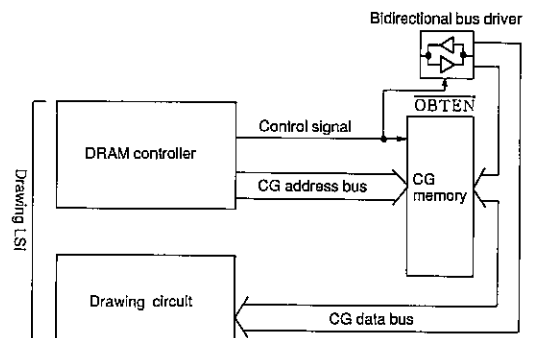 Bidirectional bus driver
OBTEN
Control signal
DRAM controller
CG address bus
CG
memory
Drawing LSI
Drawing circuit
CG data bus